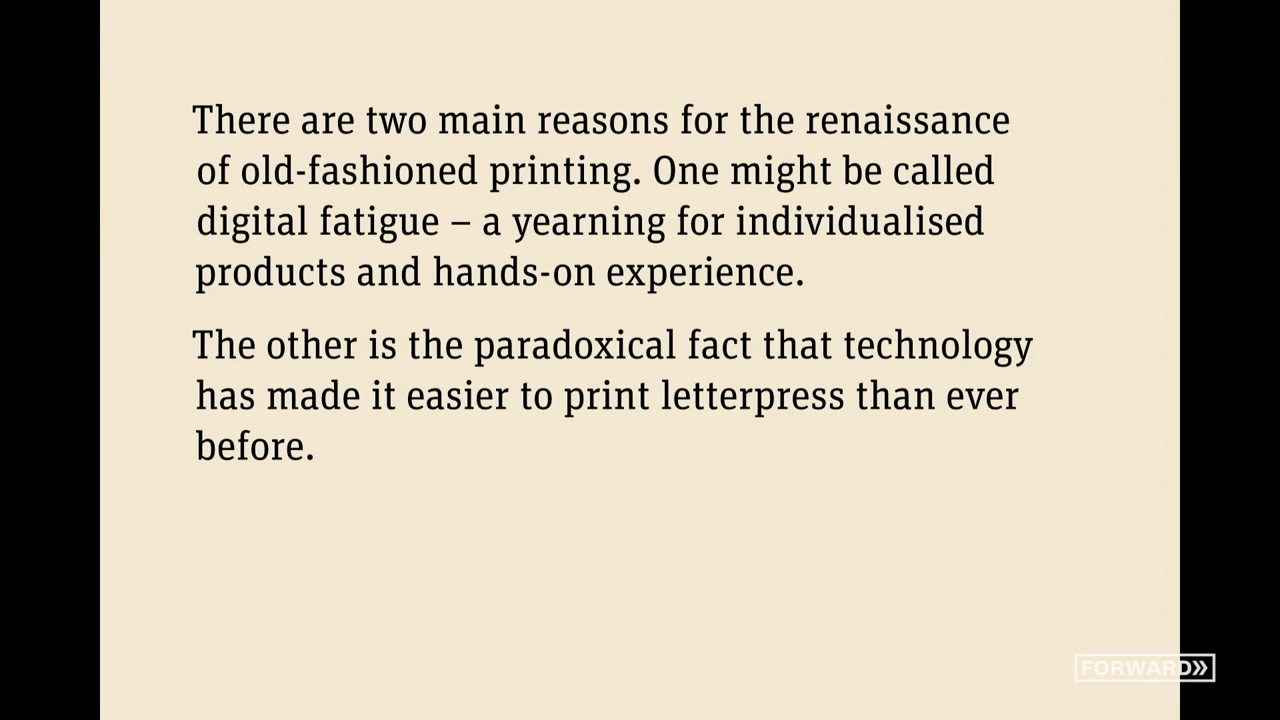 There are two main reasons for the renaissance
of old-fashioned printing. One might be called
digital fatigue – a yearning for individualised
products and hands-on experience.
The other is the paradoxical fact that technology
has made it easier to print letterpress than ever
before.
FORWARD»